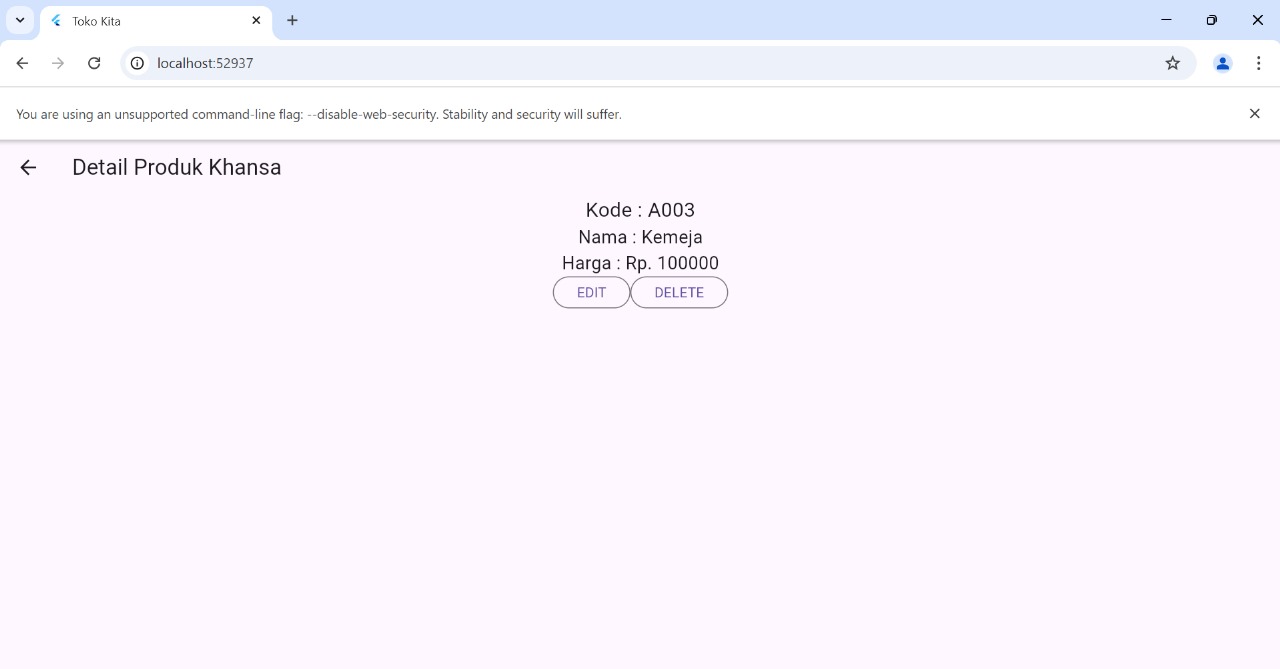 Toko Kita
localhost:52937
You are using an unsupported command-line flag: --disable-web-security. Stability and security will suffer.
Detail Produk Khansa
Kode : A003
Nama : Kemeja
Harga : Rp. 100000
EDIT DELETE